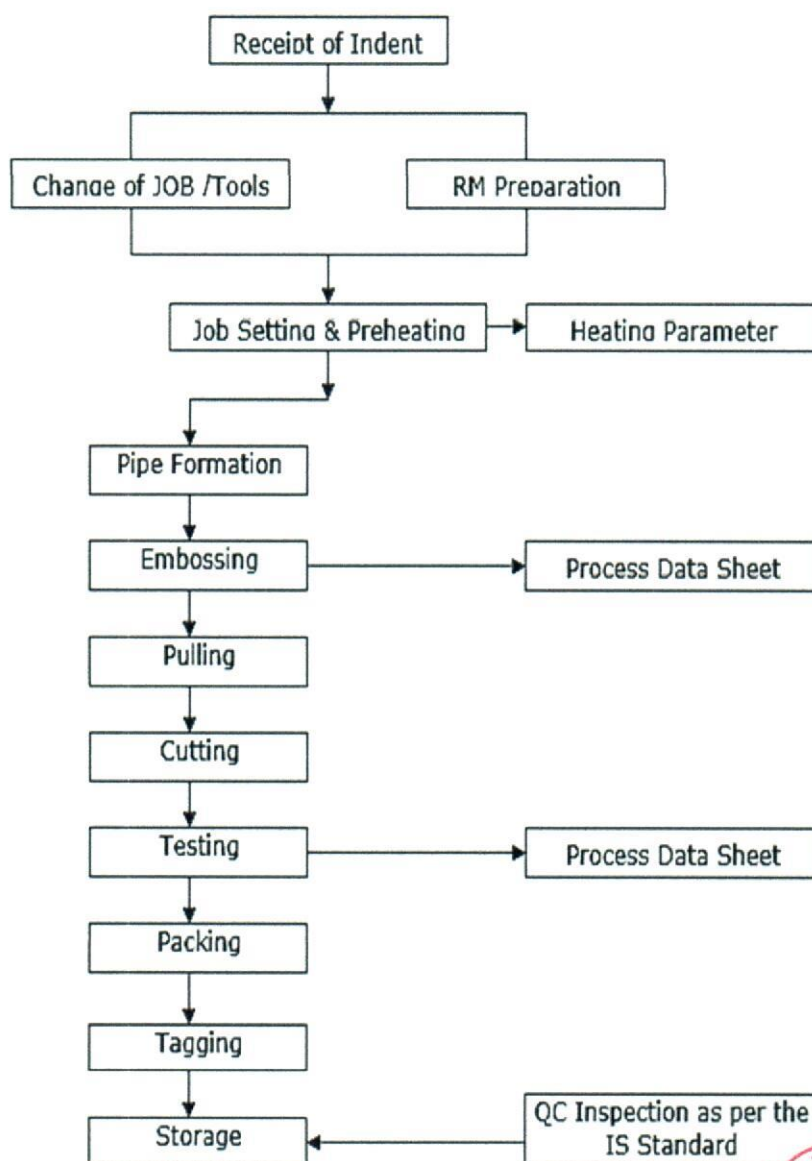 Receipt of Indent
Change of JOB /Tools
RM Preparation
Job Setting & Preheating
Heating Parameter
Pipe Formation
Embossing
Process Data Sheet
Pulling
Cutting
Testing
Process Data Sheet
Packing
Tagging
Storage
QC Inspection as per the
IS Standard